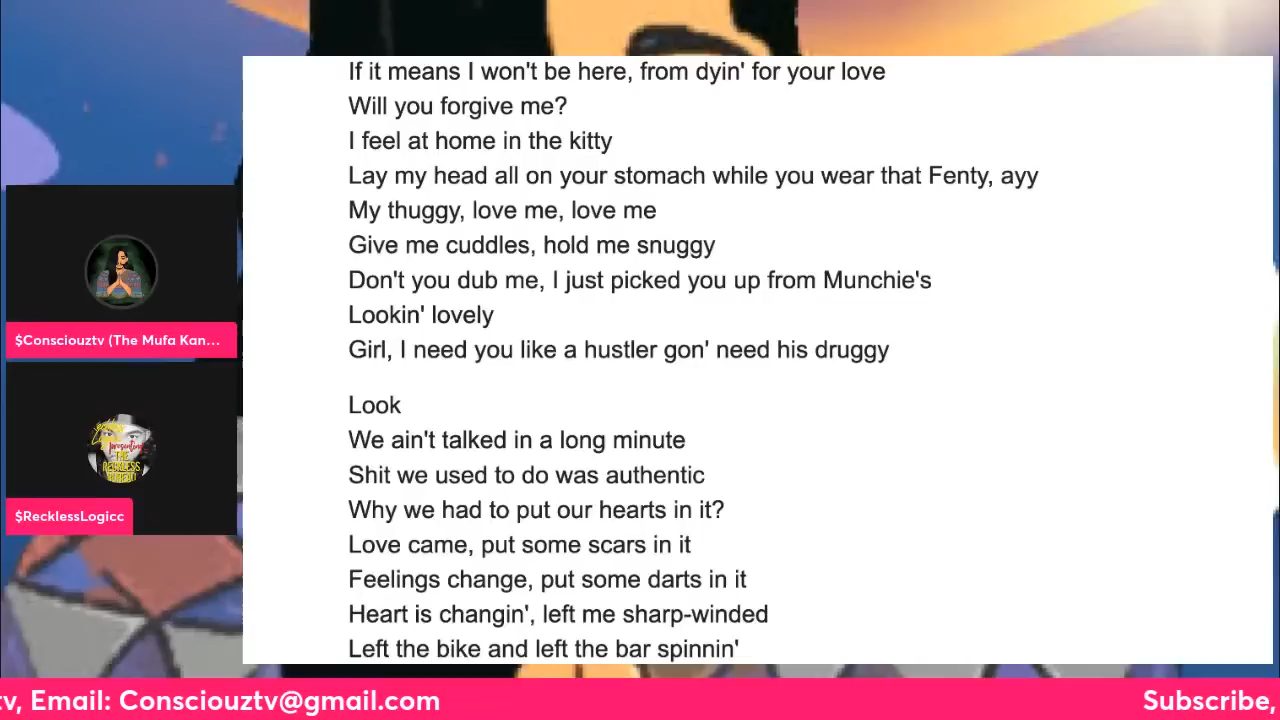 If it means I won't be here, from dyin' for your love
Will you forgive me?
I feel at home in the kitty
Lay my head all on your stomach while you wear that Fenty, ayy
My thuggy, love me, love me
Give me cuddles, hold me snuggy
Don't you dub me, I just picked you up from Munchie's
Lookin' lovely
Girl, I need you like a hustler gon' need his druggy
Look
We ain't talked in a long minute
Shit we used to do was authentic
Why we had to put our hearts in it?
Love came, put some scars in it
Feelings change, put some darts in it
Heart is changin', left me sharp-winded
Left the bike and left the bar spinnin'
$Consciouztv (The Mufa Kan...
presenting
THE
RECKLESS
$RecklessLogicc
tv, Email: Consciouztv@gmail.com
Subscribe,